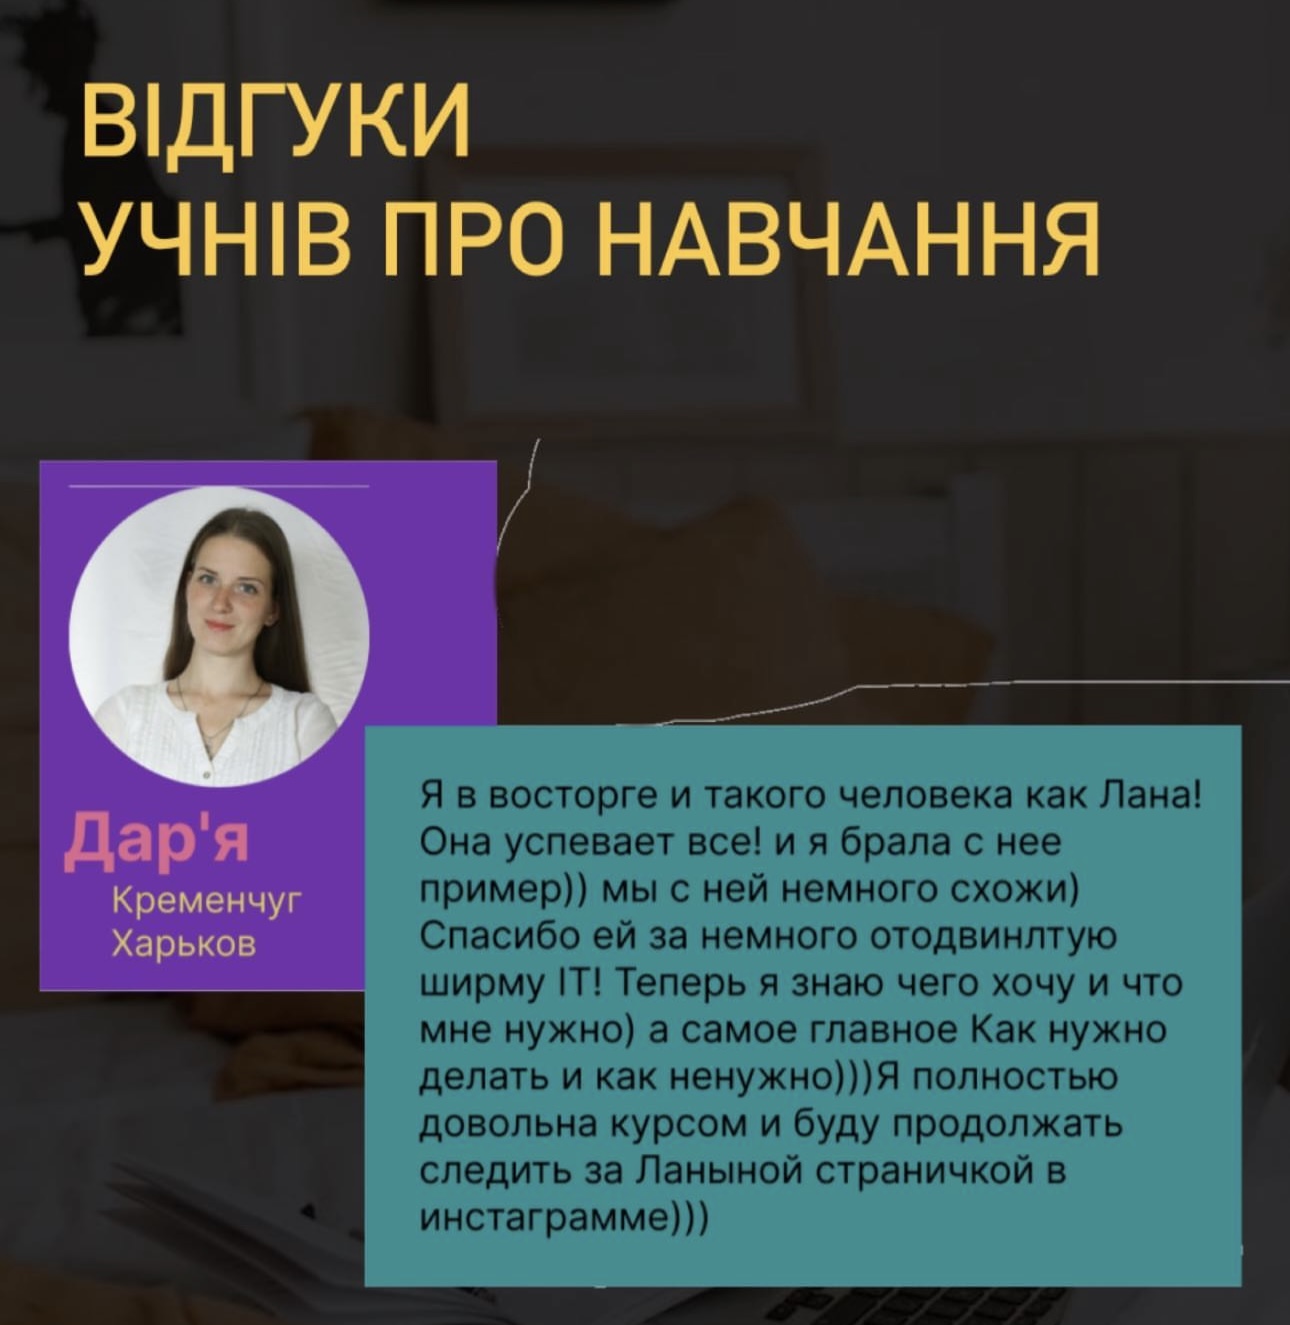 ВІДГУКИ
УЧНІВ ПРО НАВЧАННЯ
Дар'я
Кременчуг
Харьков
Я в восторге и такого человека как Лана!
Она успевает все! и я брала с нее
пример)) мы с ней немного схожи)
Спасибо ей за немного отодвинлтую
ширму IT! Теперь я знаю чего хочу и что
мне нужно) а самое главное Как нужно
делать и как ненужно)))Я полностью
довольна курсом и буду продолжать
следить за Ланыной страничкой в
инстаграмме)))